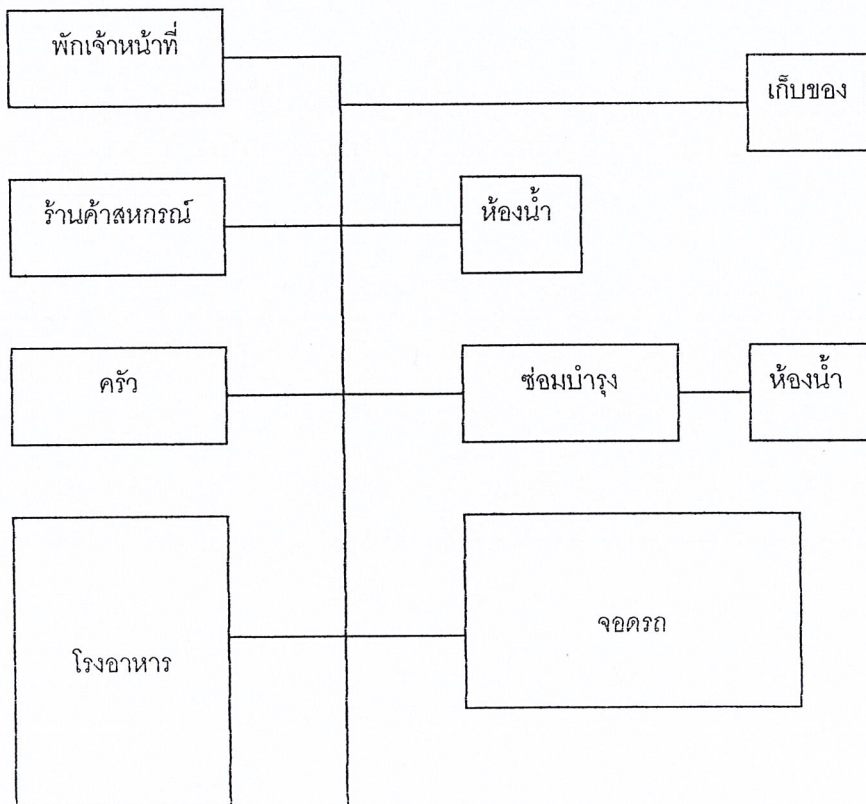 พักเจ้าหน้าที่
เก็บของ
ร้านค้าสหกรณ์
ห้องน้ำ
ครัว
ซ่อมบำรุง
ห้องน้ำ
โรงอาหาร
จอดรถ